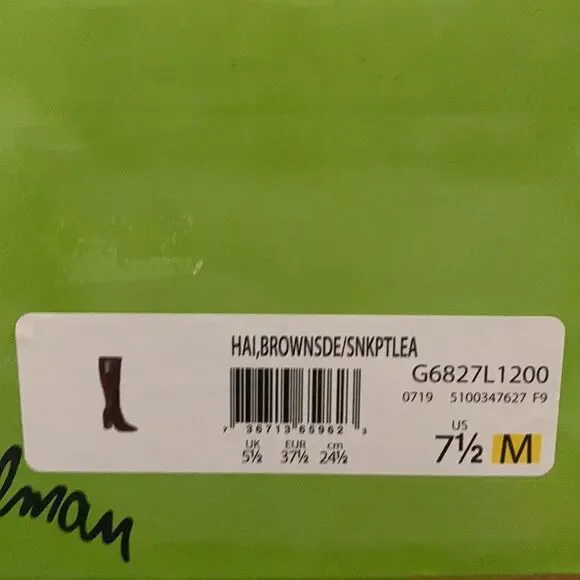 HAI,BROWNSDE/SNKPTLEA
G6827L1200
0719 5100347627 F9
7 36713 65962 3
UK EUR cm
5½ 37½ 24½
US
7½ M